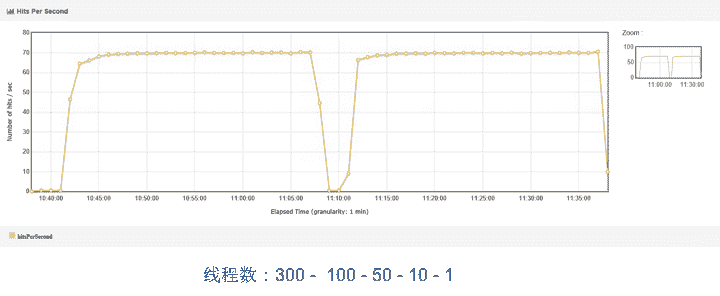 Hits Per Second
Zoom :
80
70
60
50
40
30
20
10
0
Number of hits / sec
10:40:00 10:45:00 10:50:00 10:55:00 11:00:00 11:05:00 11:10:00 11:15:00 11:20:00 11:25:00 11:30:00 11:35:00
Elapsed Time (granularity: 1 min)
100
50
0
11:00:00 11:30:00
hitsPerSecond
线程数：300 - 100 - 50 - 10 - 1